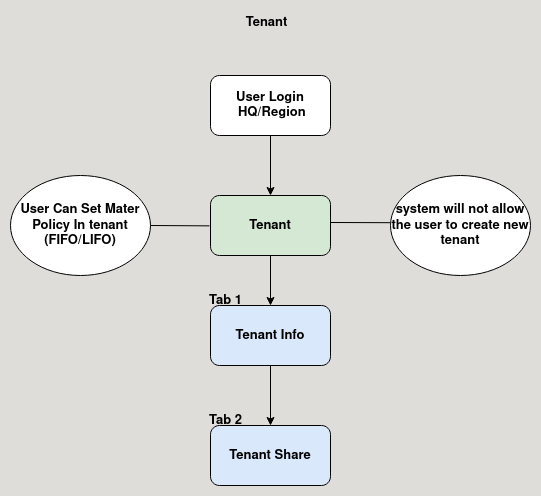 Tenant
User Login
HQ/Region
User Can Set Mater
Policy In tenant
(FIFO/LIFO)
Tenant
system will not allow
the user to create new
tenant
Tab 1
Tenant Info
Tab 2
Tenant Share